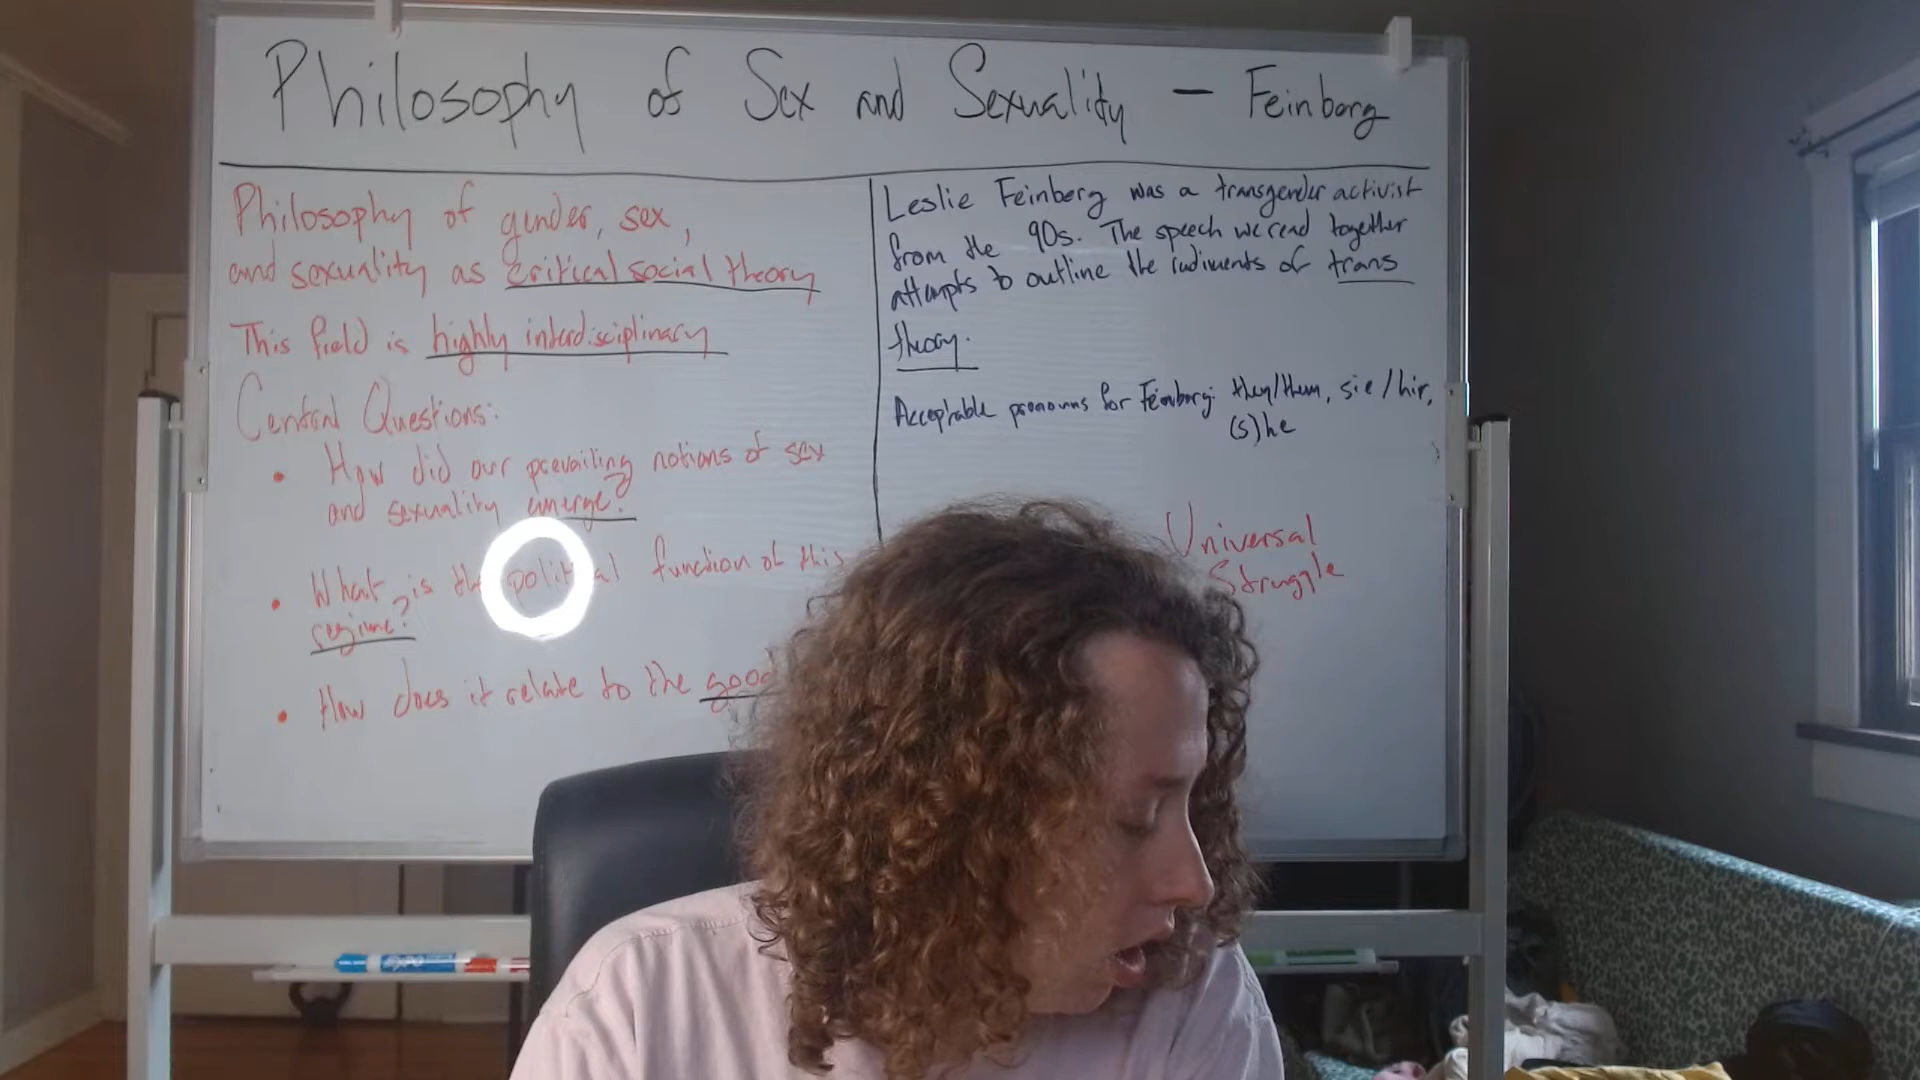 Philosophy of Sex and Sexuality - Feinberg
Philosophy of gender, sex,
and sexuality as critical social theory
This field is highly interdisciplinary
Central Questions:
• How did our prevailing notions of sex
and sexuality emerge?
• What is the political function of this
regime?
• How does it relate to the good
Leslie Feinberg was a transgender activist
from the 90s. The speech we read together
attempts to outline the rudiments of trans
theory.
Acceptable pronouns for Feinberg: they/them, sie/hir,
(s)he
Universal
Struggle
EXPO